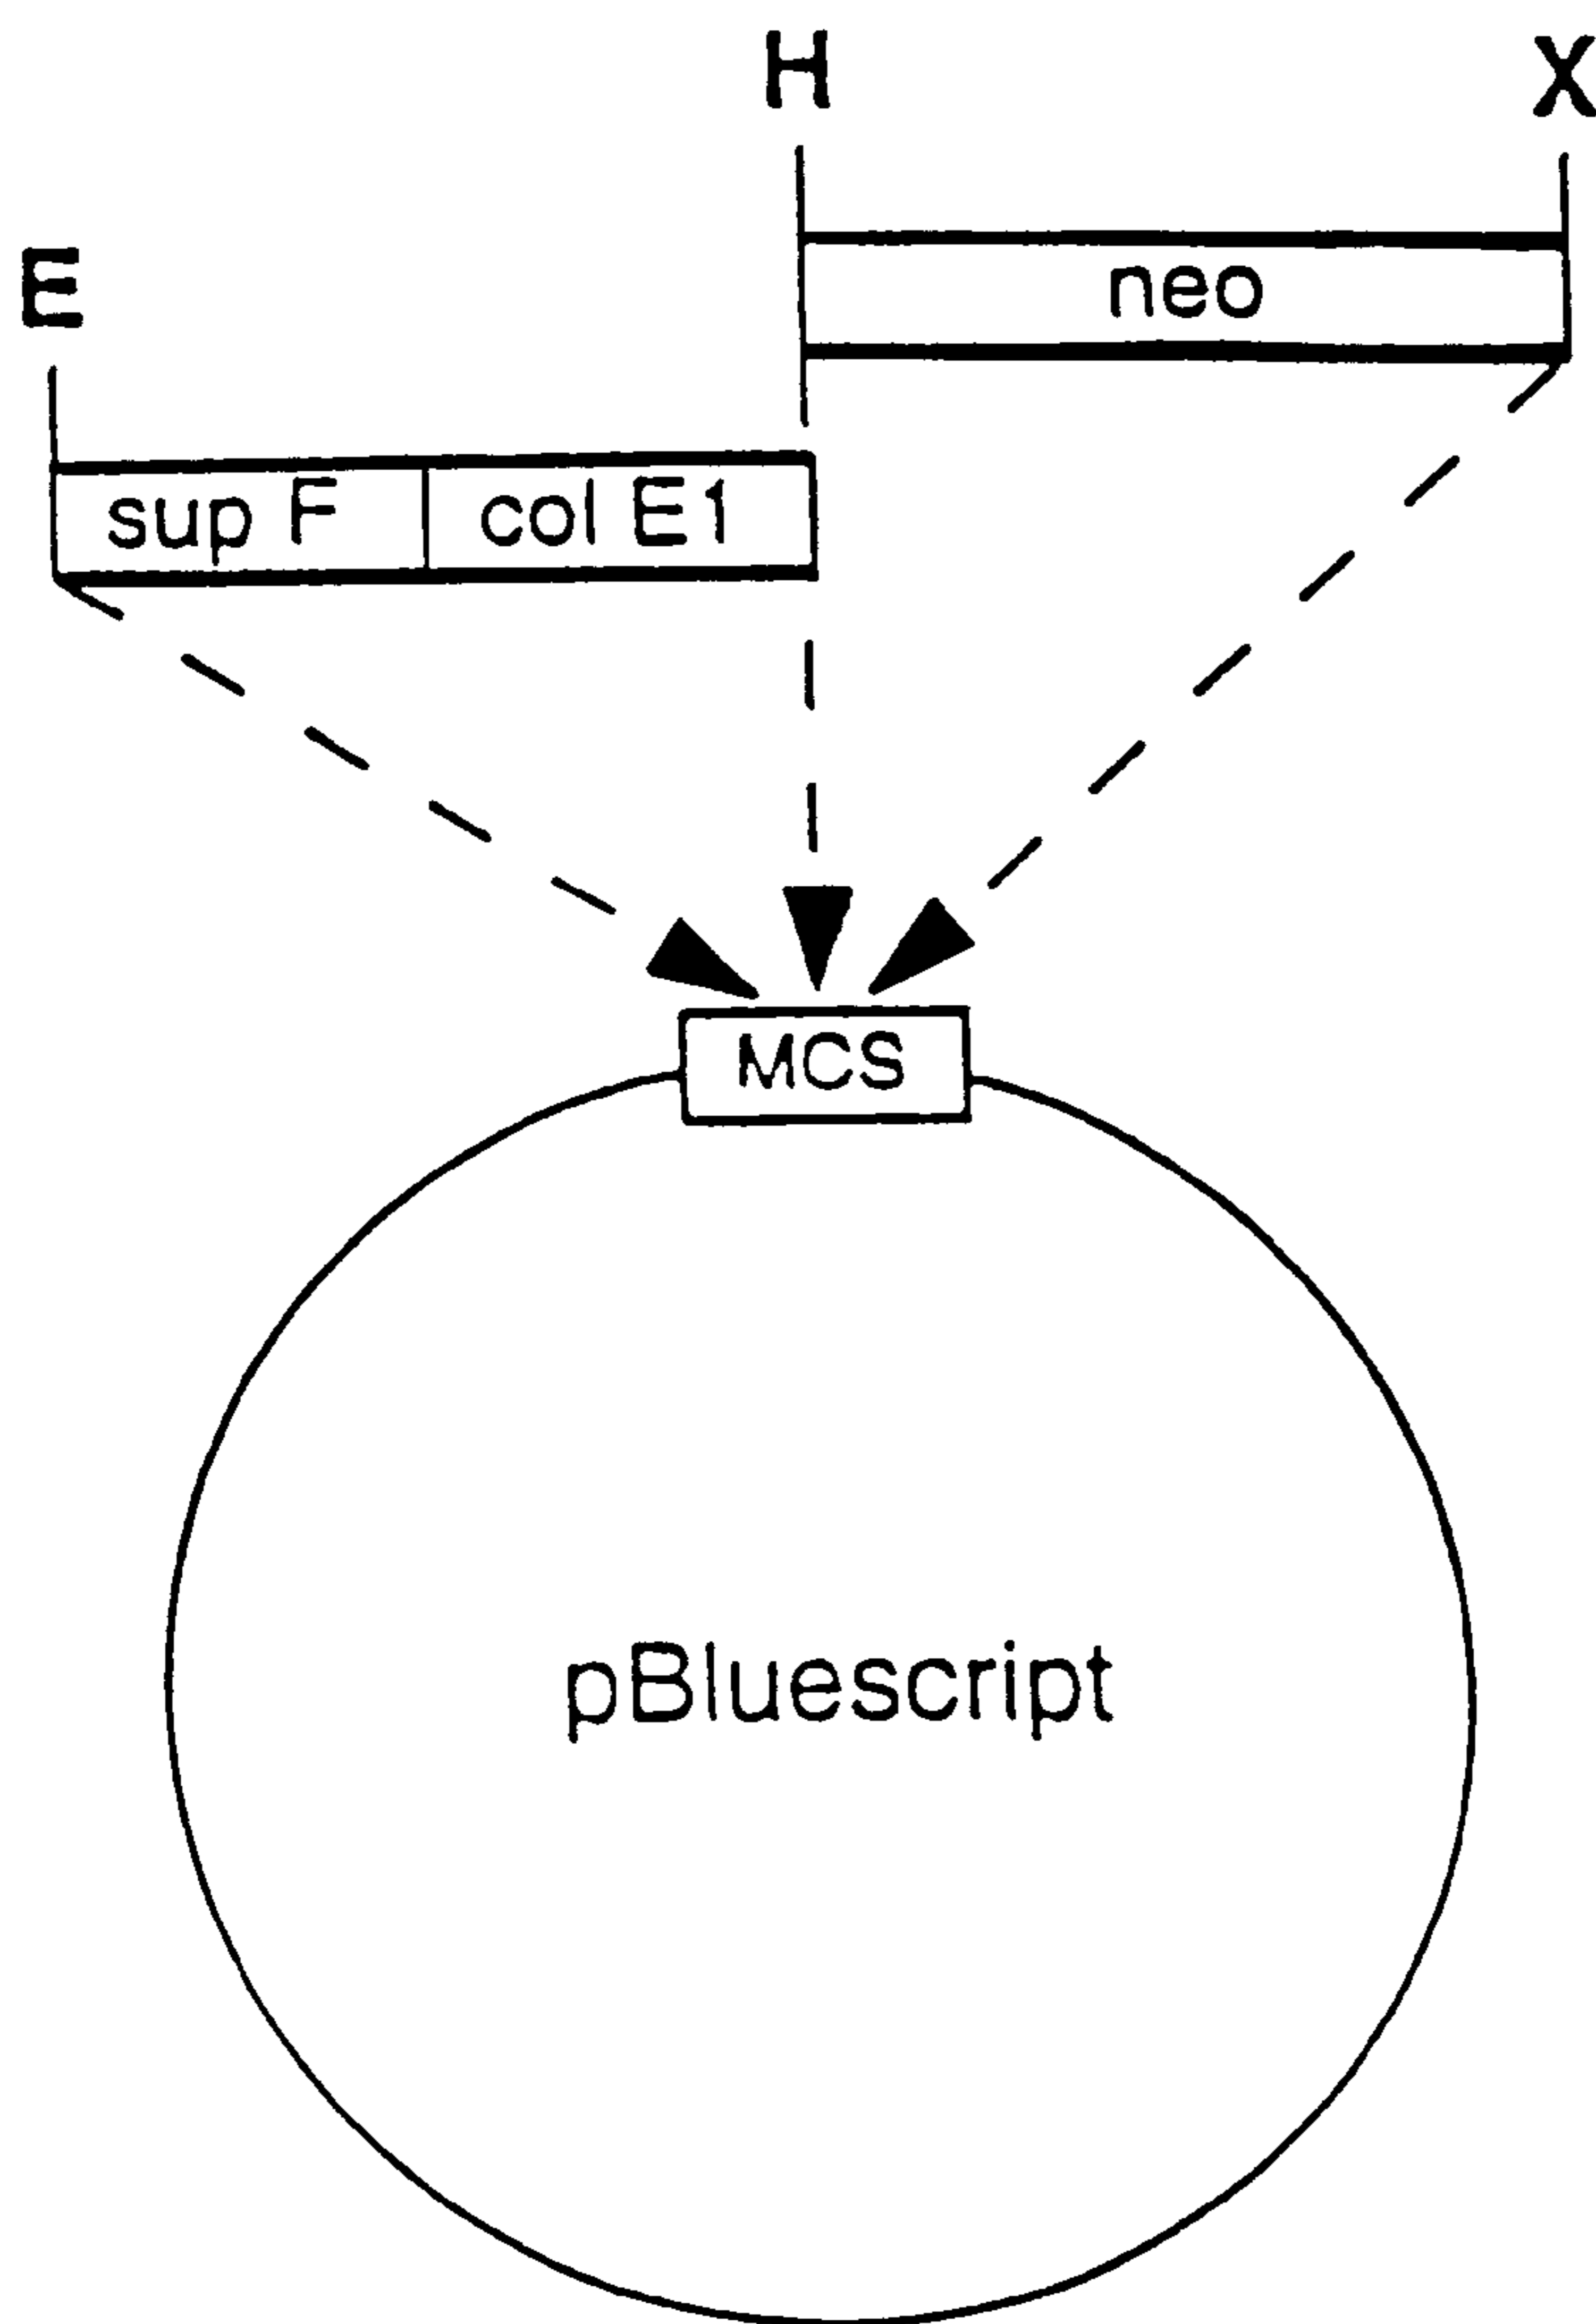 H X
neo
E
sup F col E1
MCS
pBluescript